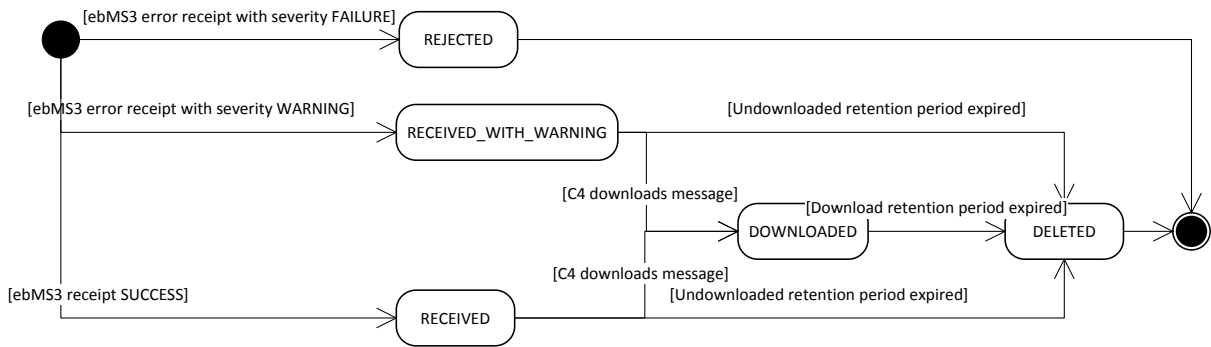 [ebMS3 error receipt with severity FAILURE]
REJECTED
[ebMS3 error receipt with severity WARNING]
[Undownloaded retention period expired]
RECEIVED_WITH_WARNING
[C4 downloads message]
[Download retention period expired]
DOWNLOADED
DELETED
[C4 downloads message]
[ebMS3 receipt SUCCESS]
[Undownloaded retention period expired]
RECEIVED